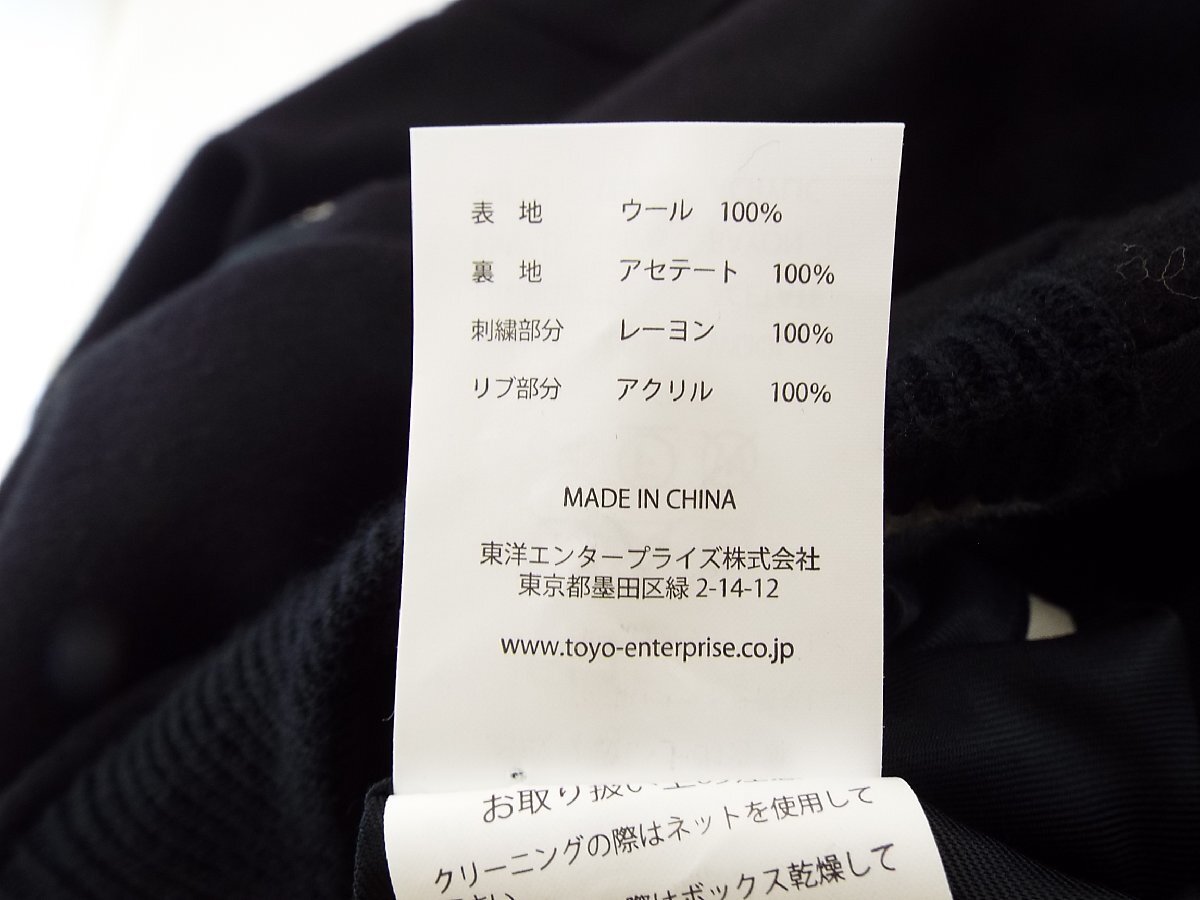 表 地 ウール 100%
裏 地 アセテート 100%
刺繍部分 レーヨン 100%
リブ部分 アクリル 100%
MADE IN CHINA
東洋エンタープライズ株式会社
東京都墨田区緑 2-14-12
www.toyo-enterprise.co.jp
お取り扱い上の注意
クリーニングの際はネットを使用して
際はボックス乾燥して